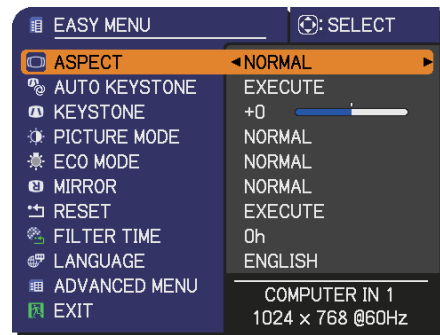 EASY MENU : SELECT
ASPECT NORMAL
AUTO KEYSTONE EXECUTE
KEYSTONE +0
PICTURE MODE NORMAL
ECO MODE NORMAL
MIRROR NORMAL
RESET EXECUTE
FILTER TIME 0h
LANGUAGE ENGLISH
ADVANCED MENU
EXIT
COMPUTER IN 1
1024 x 768 @60Hz